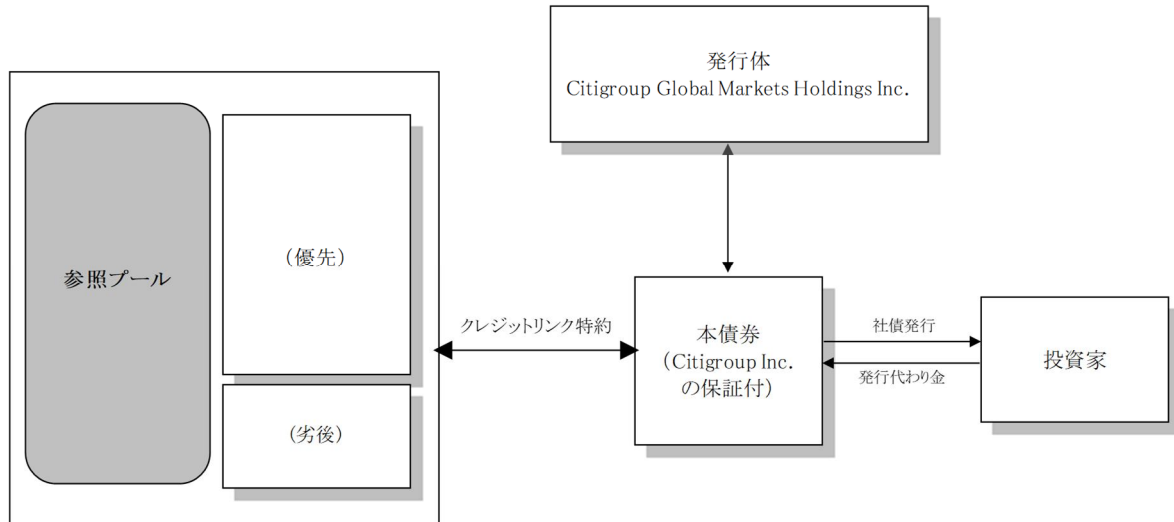 発行体
Citigroup Global Markets Holdings Inc.
参照プール
(優先)
(劣後)
クレジットリンク特約
本債券
(Citigroup Inc.
の保証付)
社債発行
発行代わり金
投資家